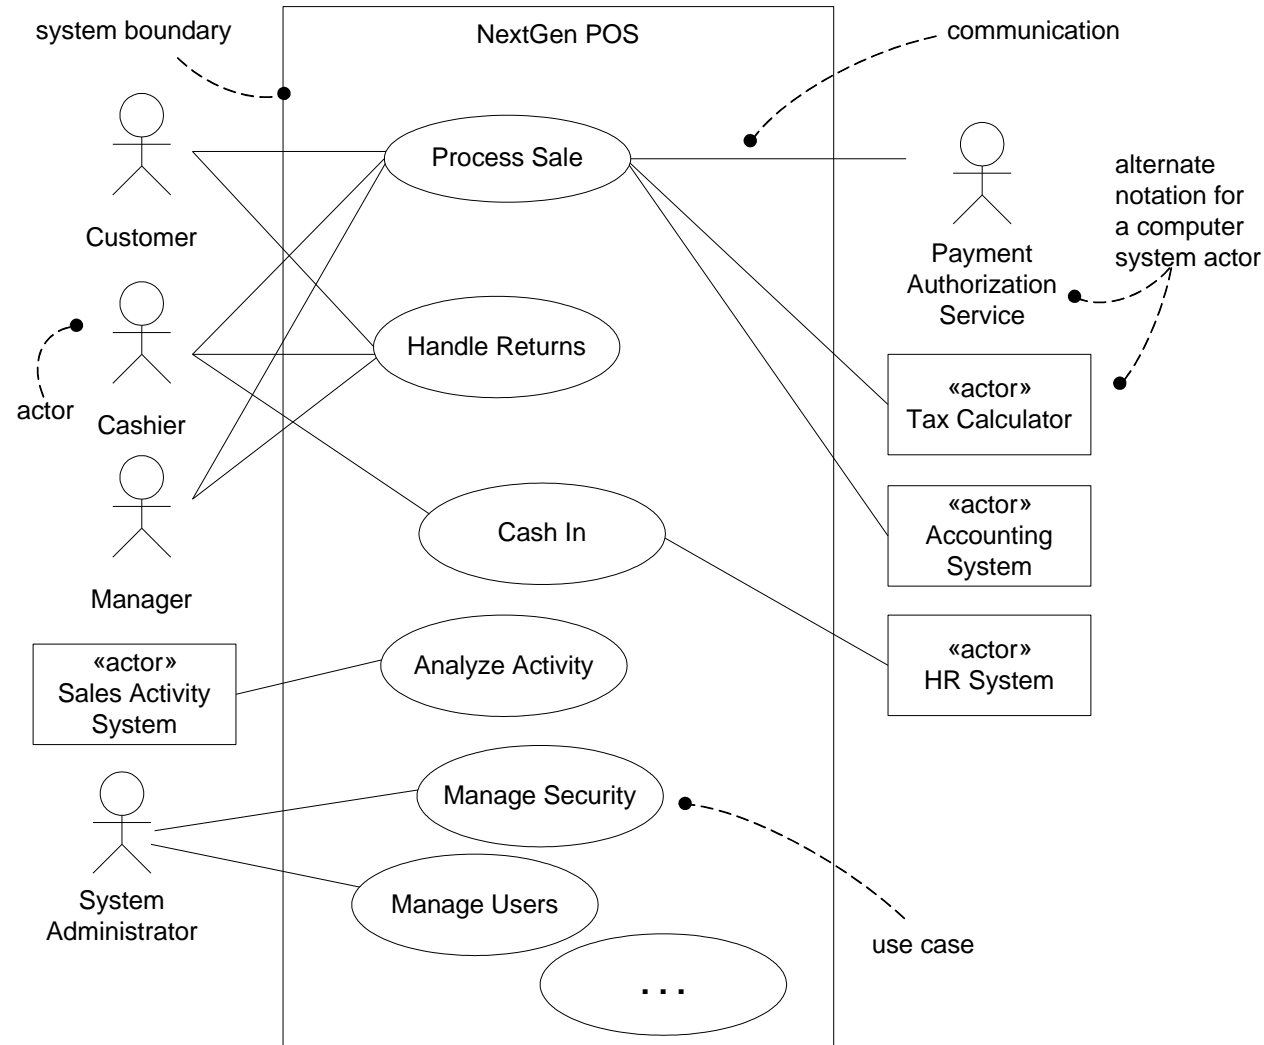 system boundary
NextGen POS
communication
Process Sale
alternate
notation for
a computer
system actor
Customer
Payment
Authorization
Service
Handle Returns
actor
Cashier
«actor»
Tax Calculator
«actor»
Accounting
System
Cash In
Manager
«actor»
Sales Activity
System
Analyze Activity
«actor»
HR System
Manage Security
System
Administrator
Manage Users
use case
. . .